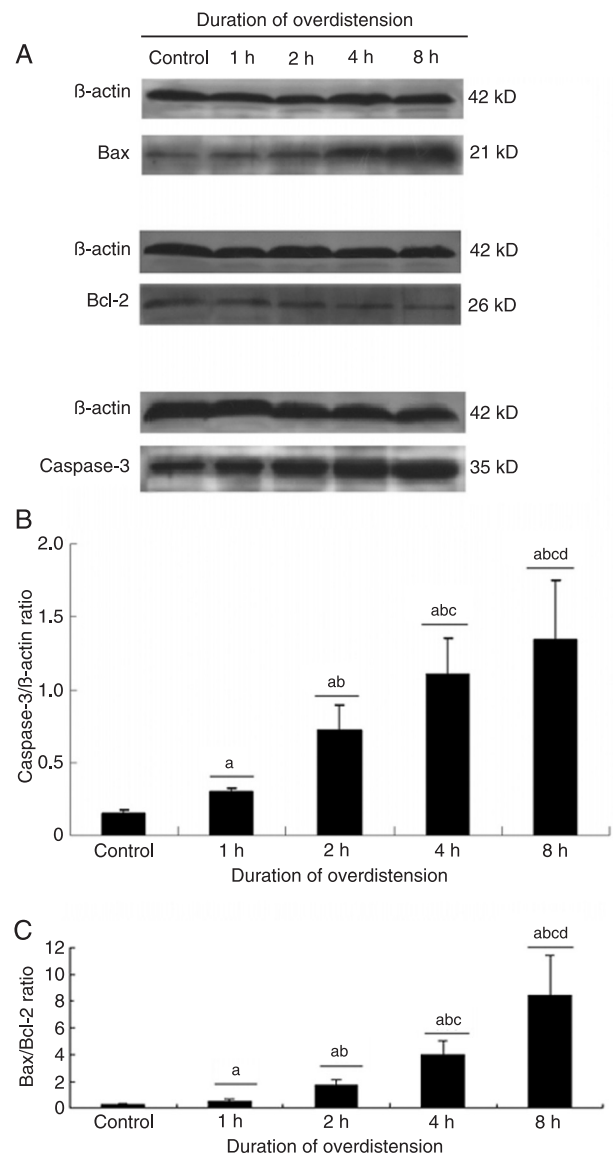 Duration of overdistension
A
Control 1 h 2 h 4 h 8 h
ß-actin 42 kD
Bax 21 kD
ß-actin 42 kD
Bcl-2 26 kD
ß-actin 42 kD
Caspase-3 35 kD
B
Caspase-3/ß-actin ratio
2.0
1.5
1.0
0.5
0
a
ab
abc
abcd
Control 1 h 2 h 4 h 8 h
Duration of overdistension
C
Bax/Bcl-2 ratio
12
10
8
6
4
2
0
a
ab
abc
abcd
Control 1 h 2 h 4 h 8 h
Duration of overdistension